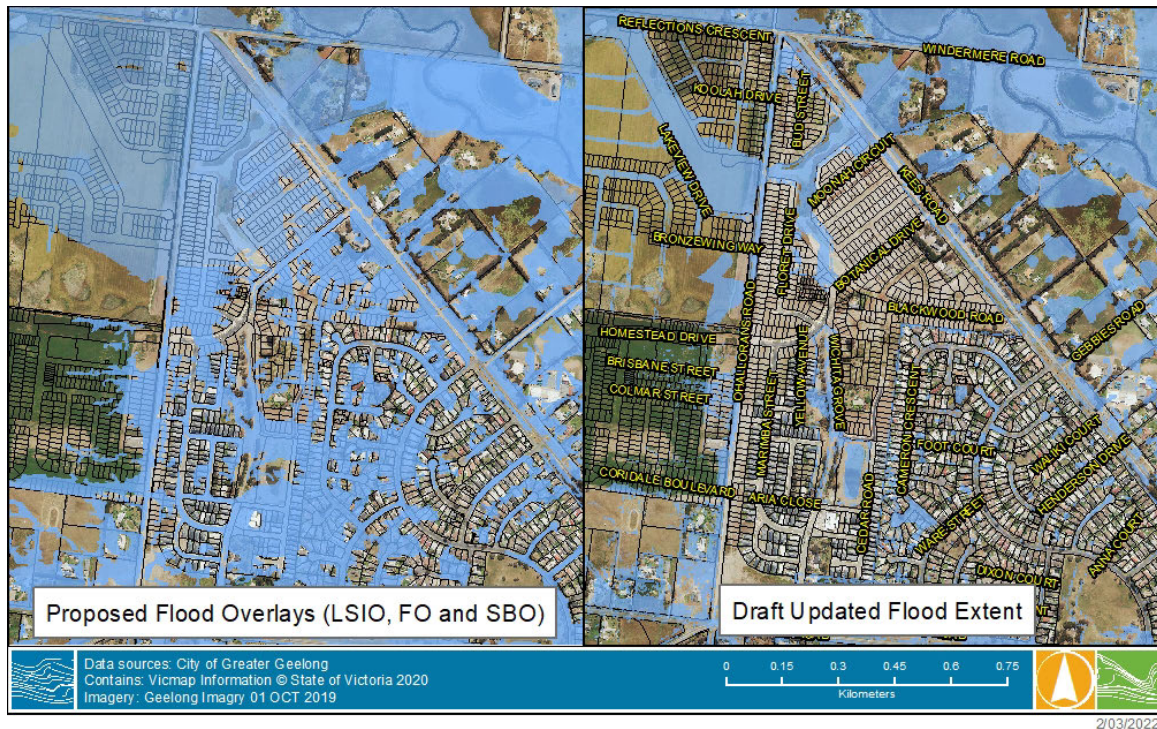 REFLECTIONS CRESCENT
WINDERMERE ROAD
KOOLAH DRIVE
BUD STREET
LAKEVIEW DRIVE
MOONAH CIRCUIT
KEES ROAD
BRONZEWING WAY
FLORET DRIVE
BOTANICAL DRIVE
BLACKWOOD ROAD
GEBBIES ROAD
HOMESTEAD DRIVE
OHALLORANS ROAD
BRISBANE STREET
COLMAR STREET
MARIMBA STREET
YELLOW AVENUE
WICHITA GROVE
CAMERON CRESCENT
FOOT COURT
WALKI COURT
HENDERSON DRIVE
CORIDALE BOULEVARD
ARIA CLOSE
CEDAR ROAD
WARE STREET
ANNA COURT
DIXON COURT
Proposed Flood Overlays (LSIO, FO and SBO)
Draft Updated Flood Extent
Data sources: City of Greater Geelong
Contains: Vicmap Information © State of Victoria 2020
Imagery: Geelong Imagry 01 OCT 2019
0 0.15 0.3 0.45 0.6 0.75
Kilometers
2/03/2022